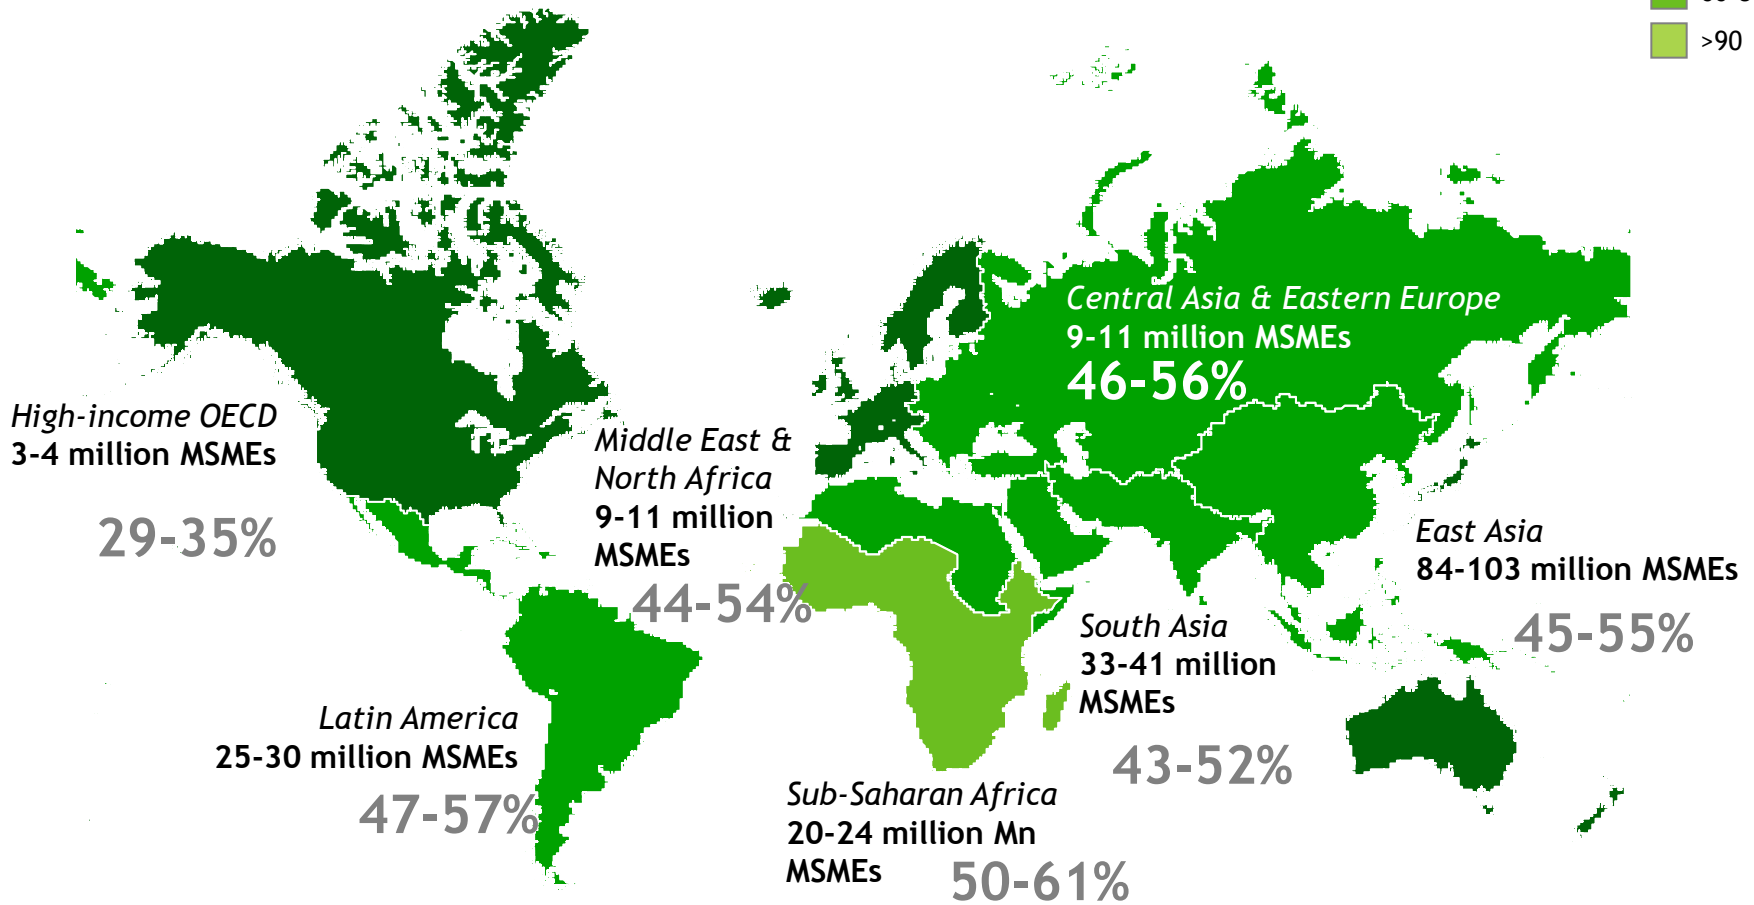 >90
Central Asia & Eastern Europe
9-11 million MSMEs
46-56%
High-income OECD
3-4 million MSMEs
29-35%
Middle East &
North Africa
9-11 million
MSMEs
44-54%
East Asia
84-103 million MSMEs
45-55%
South Asia
33-41 million
MSMEs
43-52%
Latin America
25-30 million MSMEs
47-57%
Sub-Saharan Africa
20-24 million Mn
MSMEs
50-61%